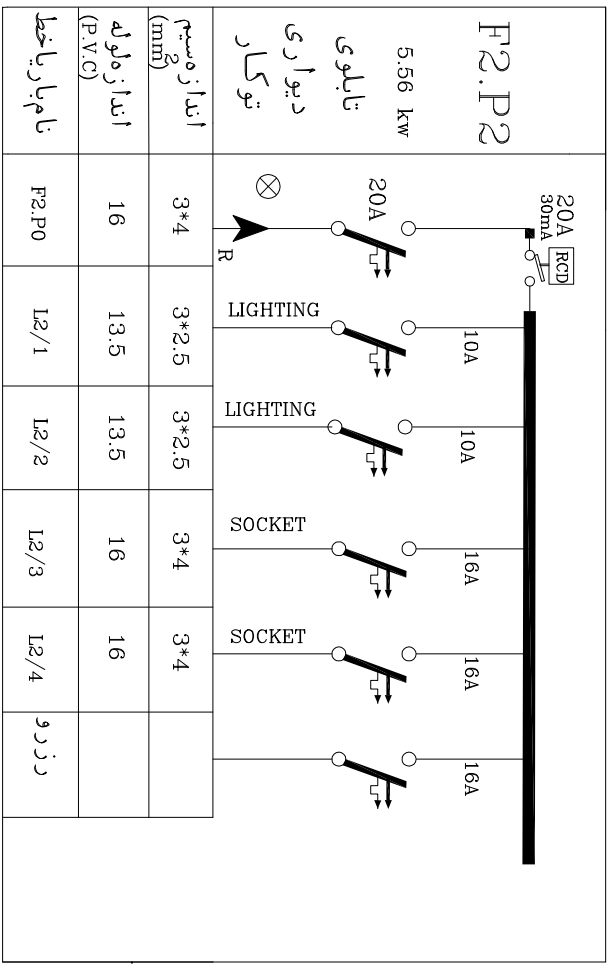 F2.P2
5.56 kw
تابلوی
دیواری
توکار
20A
30mA
RCD
20A
R
10A
10A
16A
16A
16A
LIGHTING
LIGHTING
SOCKET
SOCKET
اندازه سیم
(mm2)
3*4
3*2.5
3*2.5
3*4
3*4
اندازه لوله
(P.V.C)
16
13.5
13.5
16
16
نام بار یا خط
F2.P0
L2/1
L2/2
L2/3
L2/4
رزرو